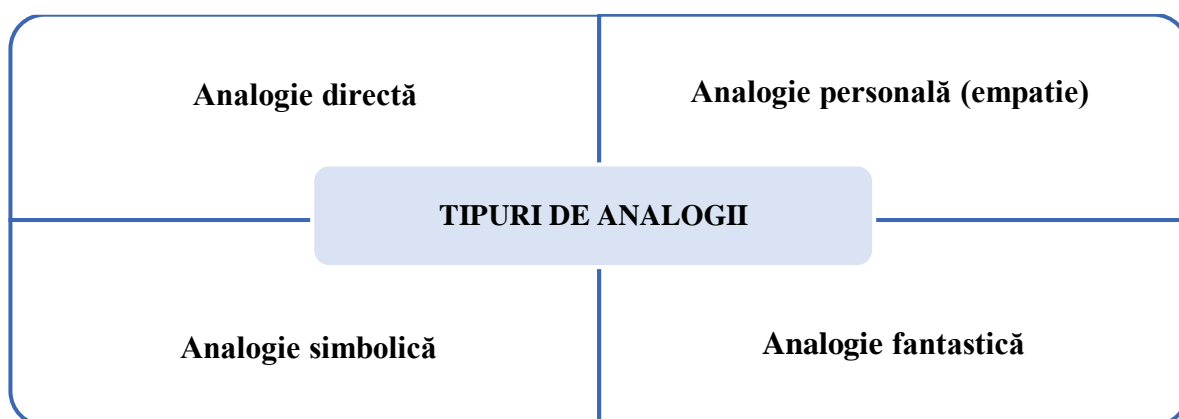 Analogie directă
Analogie personală (empatie)
TIPURI DE ANALOGII
Analogie simbolică
Analogie fantastică